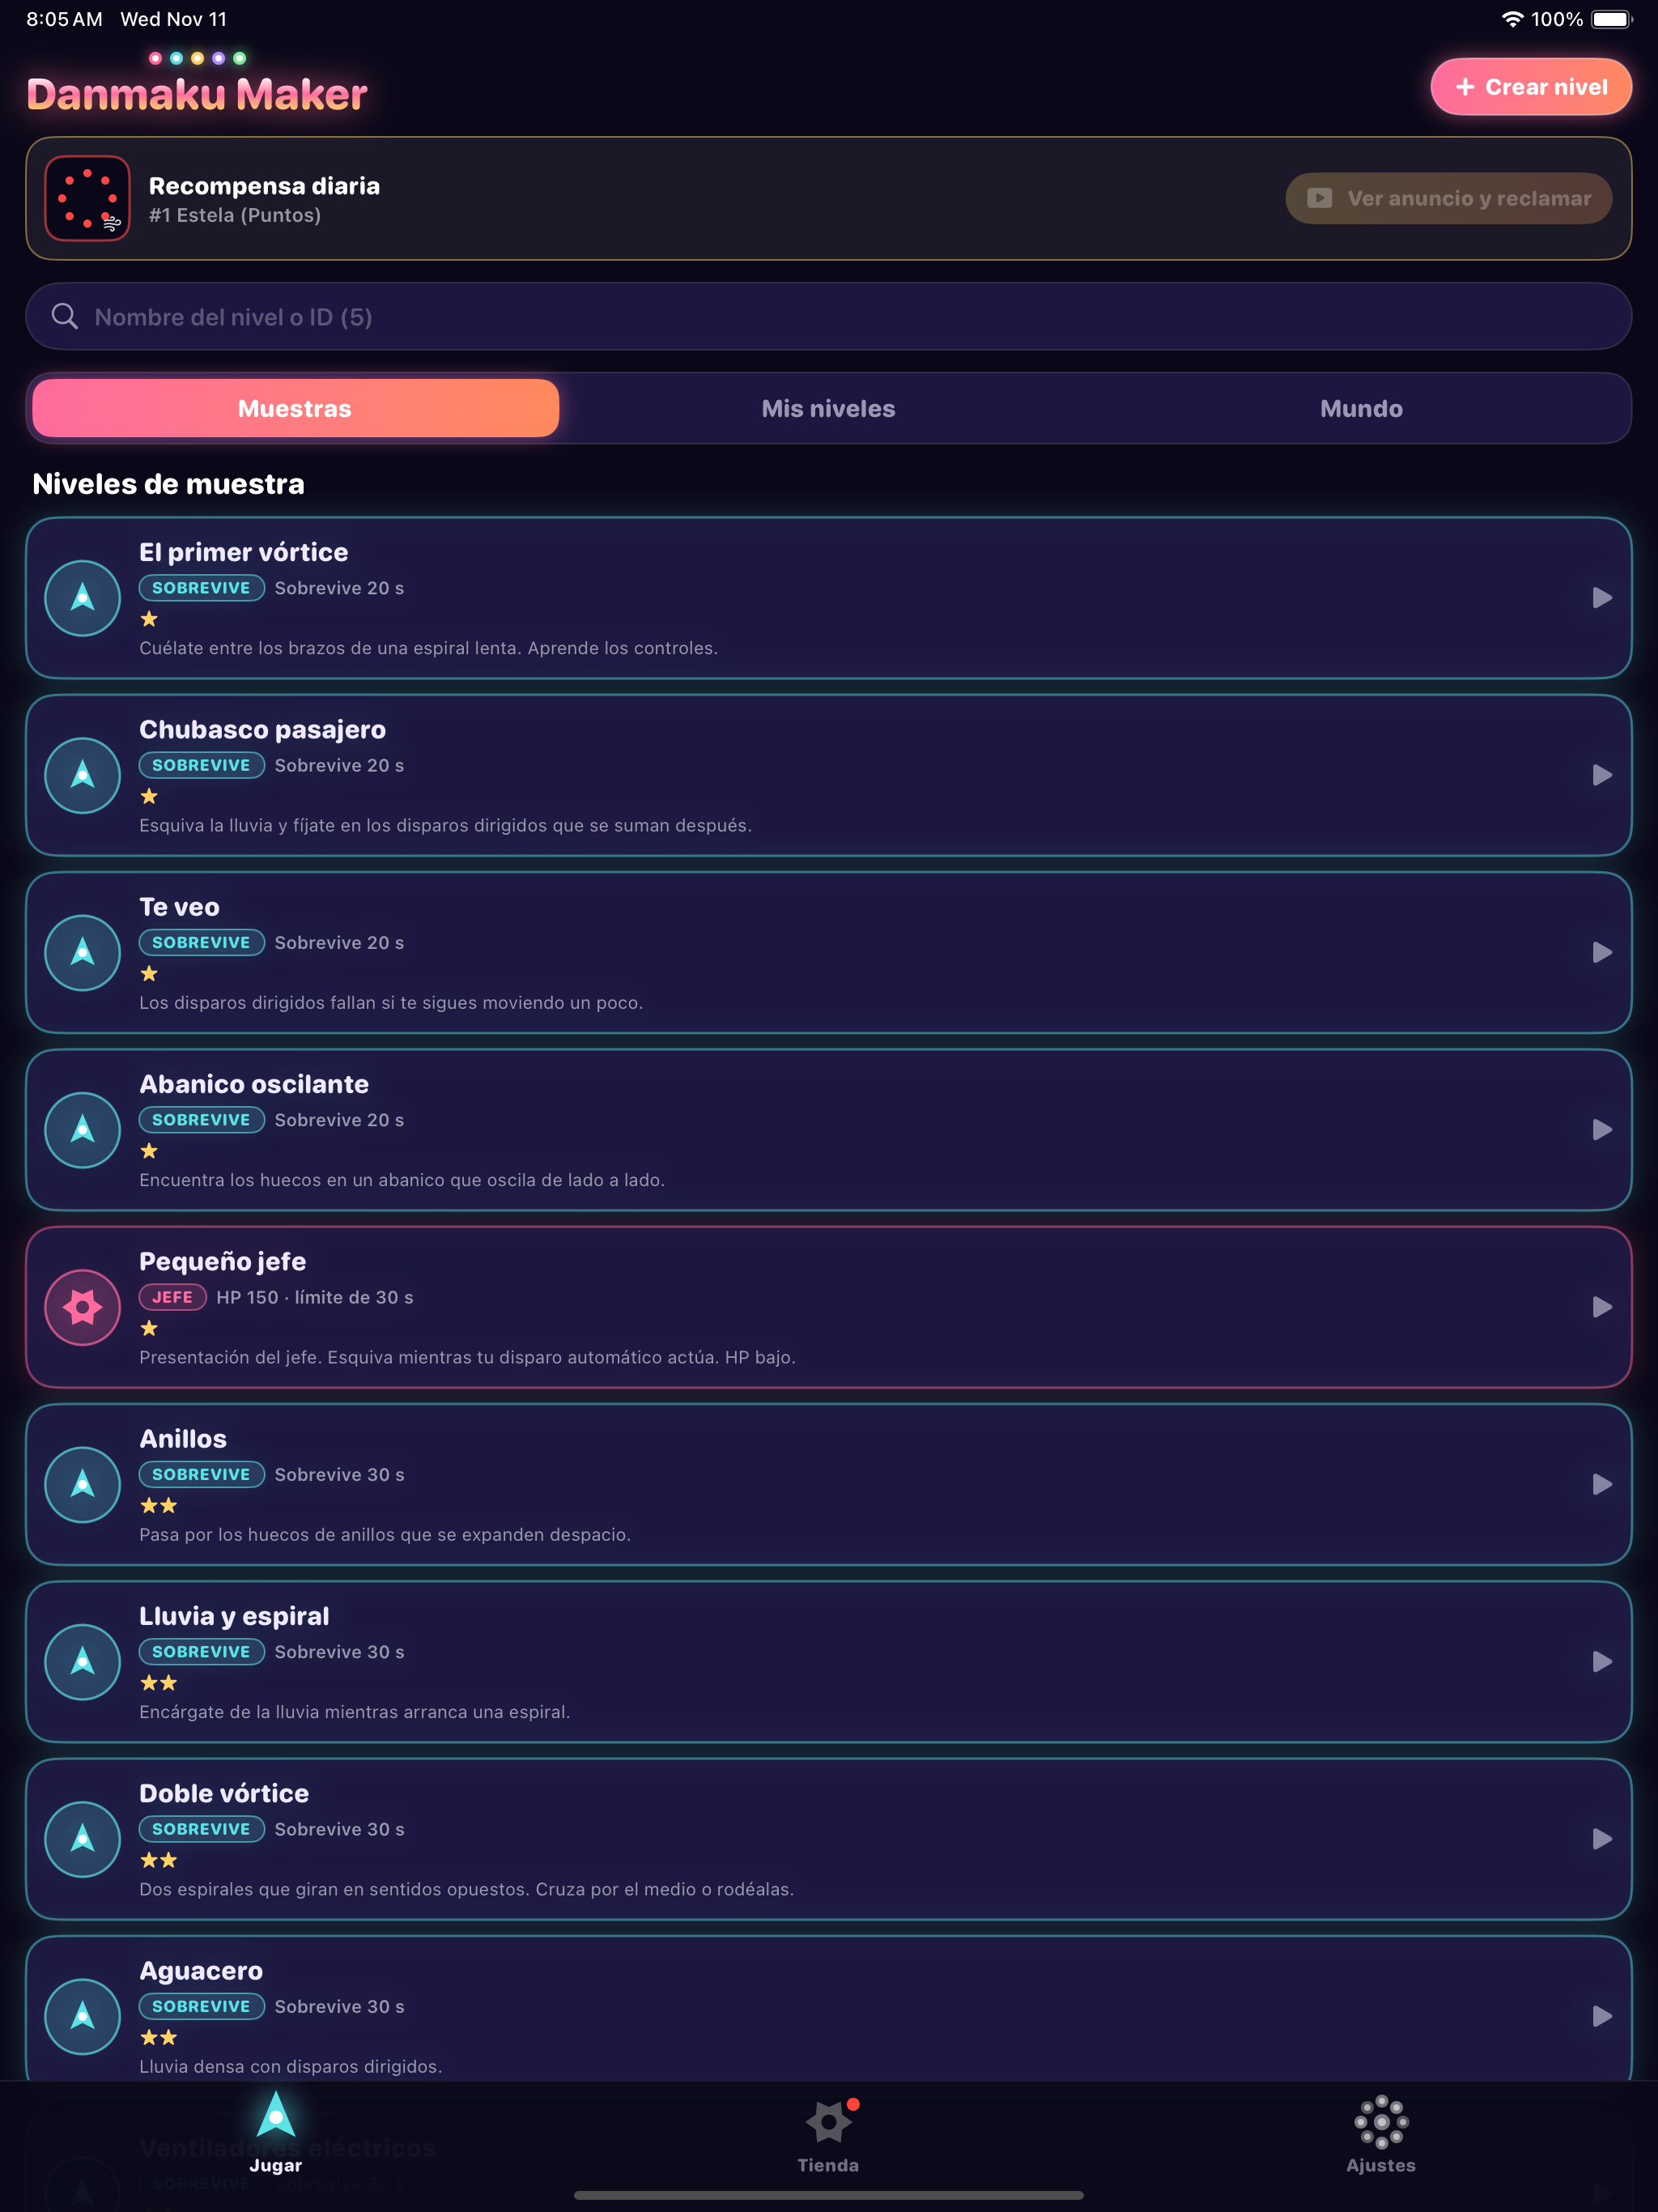 8:05 AM Wed Nov 11
100%
Danmaku Maker
+ Crear nivel
Recompensa diaria
#1 Estela (Puntos)
Ver anuncio y reclamar
Nombre del nivel o ID (5)
Muestras
Mis niveles
Mundo
Niveles de muestra
El primer vórtice
SOBREVIVE Sobrevive 20 s
Cuélate entre los brazos de una espiral lenta. Aprende los controles.
Chubasco pasajero
SOBREVIVE Sobrevive 20 s
Esquiva la lluvia y fíjate en los disparos dirigidos que se suman después.
Te veo
SOBREVIVE Sobrevive 20 s
Los disparos dirigidos fallan si te sigues moviendo un poco.
Abanico oscilante
SOBREVIVE Sobrevive 20 s
Encuentra los huecos en un abanico que oscila de lado a lado.
Pequeño jefe
JEFE HP 150 · límite de 30 s
Presentación del jefe. Esquiva mientras tu disparo automático actúa. HP bajo.
Anillos
SOBREVIVE Sobrevive 30 s
Pasa por los huecos de anillos que se expanden despacio.
Lluvia y espiral
SOBREVIVE Sobrevive 30 s
Encárgate de la lluvia mientras arranca una espiral.
Doble vórtice
SOBREVIVE Sobrevive 30 s
Dos espirales que giran en sentidos opuestos. Cruza por el medio o rodéalas.
Aguacero
SOBREVIVE Sobrevive 30 s
Lluvia densa con disparos dirigidos.
Ventiladores eléctricos
SOBREVIVE Sobrevive 30 s
Jugar
Tienda
Ajustes